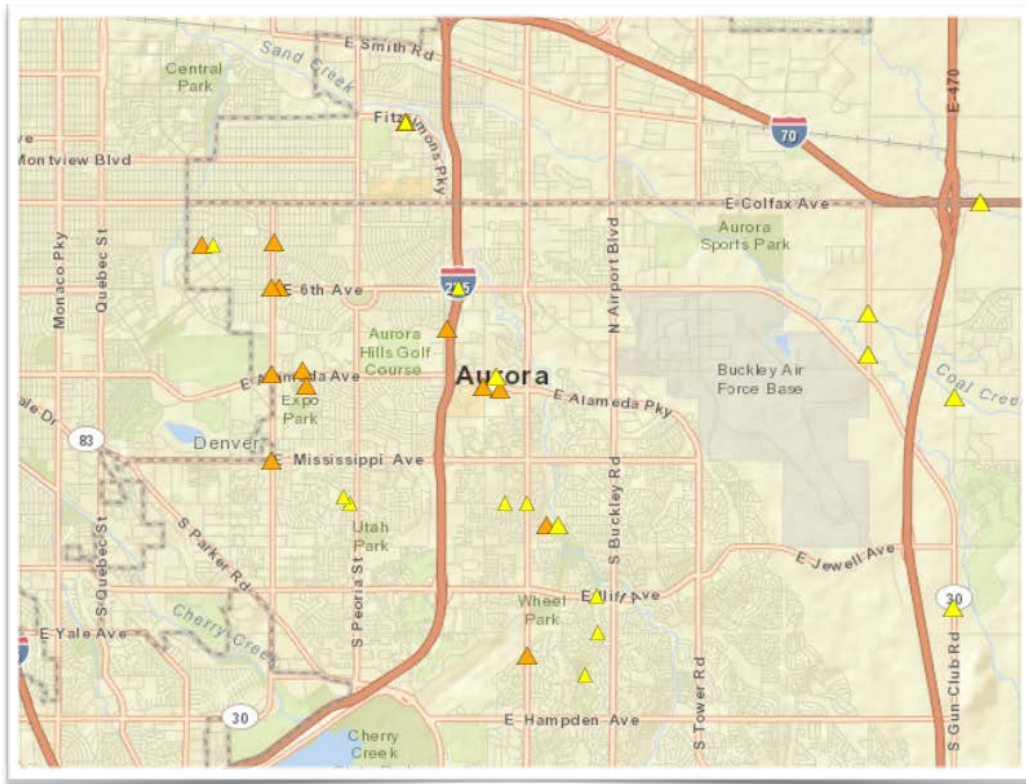 E Smith Rd
Sand Creek
Central
Park
Fitzsimons Pky
70
E-470
Montview Blvd
E Colfax Ave
Aurora
Sports Park
Monaco Pky
Quebec St
N Airport Blvd
E 6th Ave
225
Aurora
Hills Golf
Course
Aurora
Buckley Air
Force Base
E Alameda Ave
Expo
Park
E Alameda Pky
Coal Creek
83
Denver
E Mississippi Ave
S Parker Rd
Utah
Park
S Buckley Rd
E Jewell Ave
S Quebec St
S Peoria St
E Iliff Ave
Wheel
Park
30
E Yale Ave
Cherry Creek
S Tower Rd
S Gun Club Rd
30
E Hampden Ave
Cherry
Creek